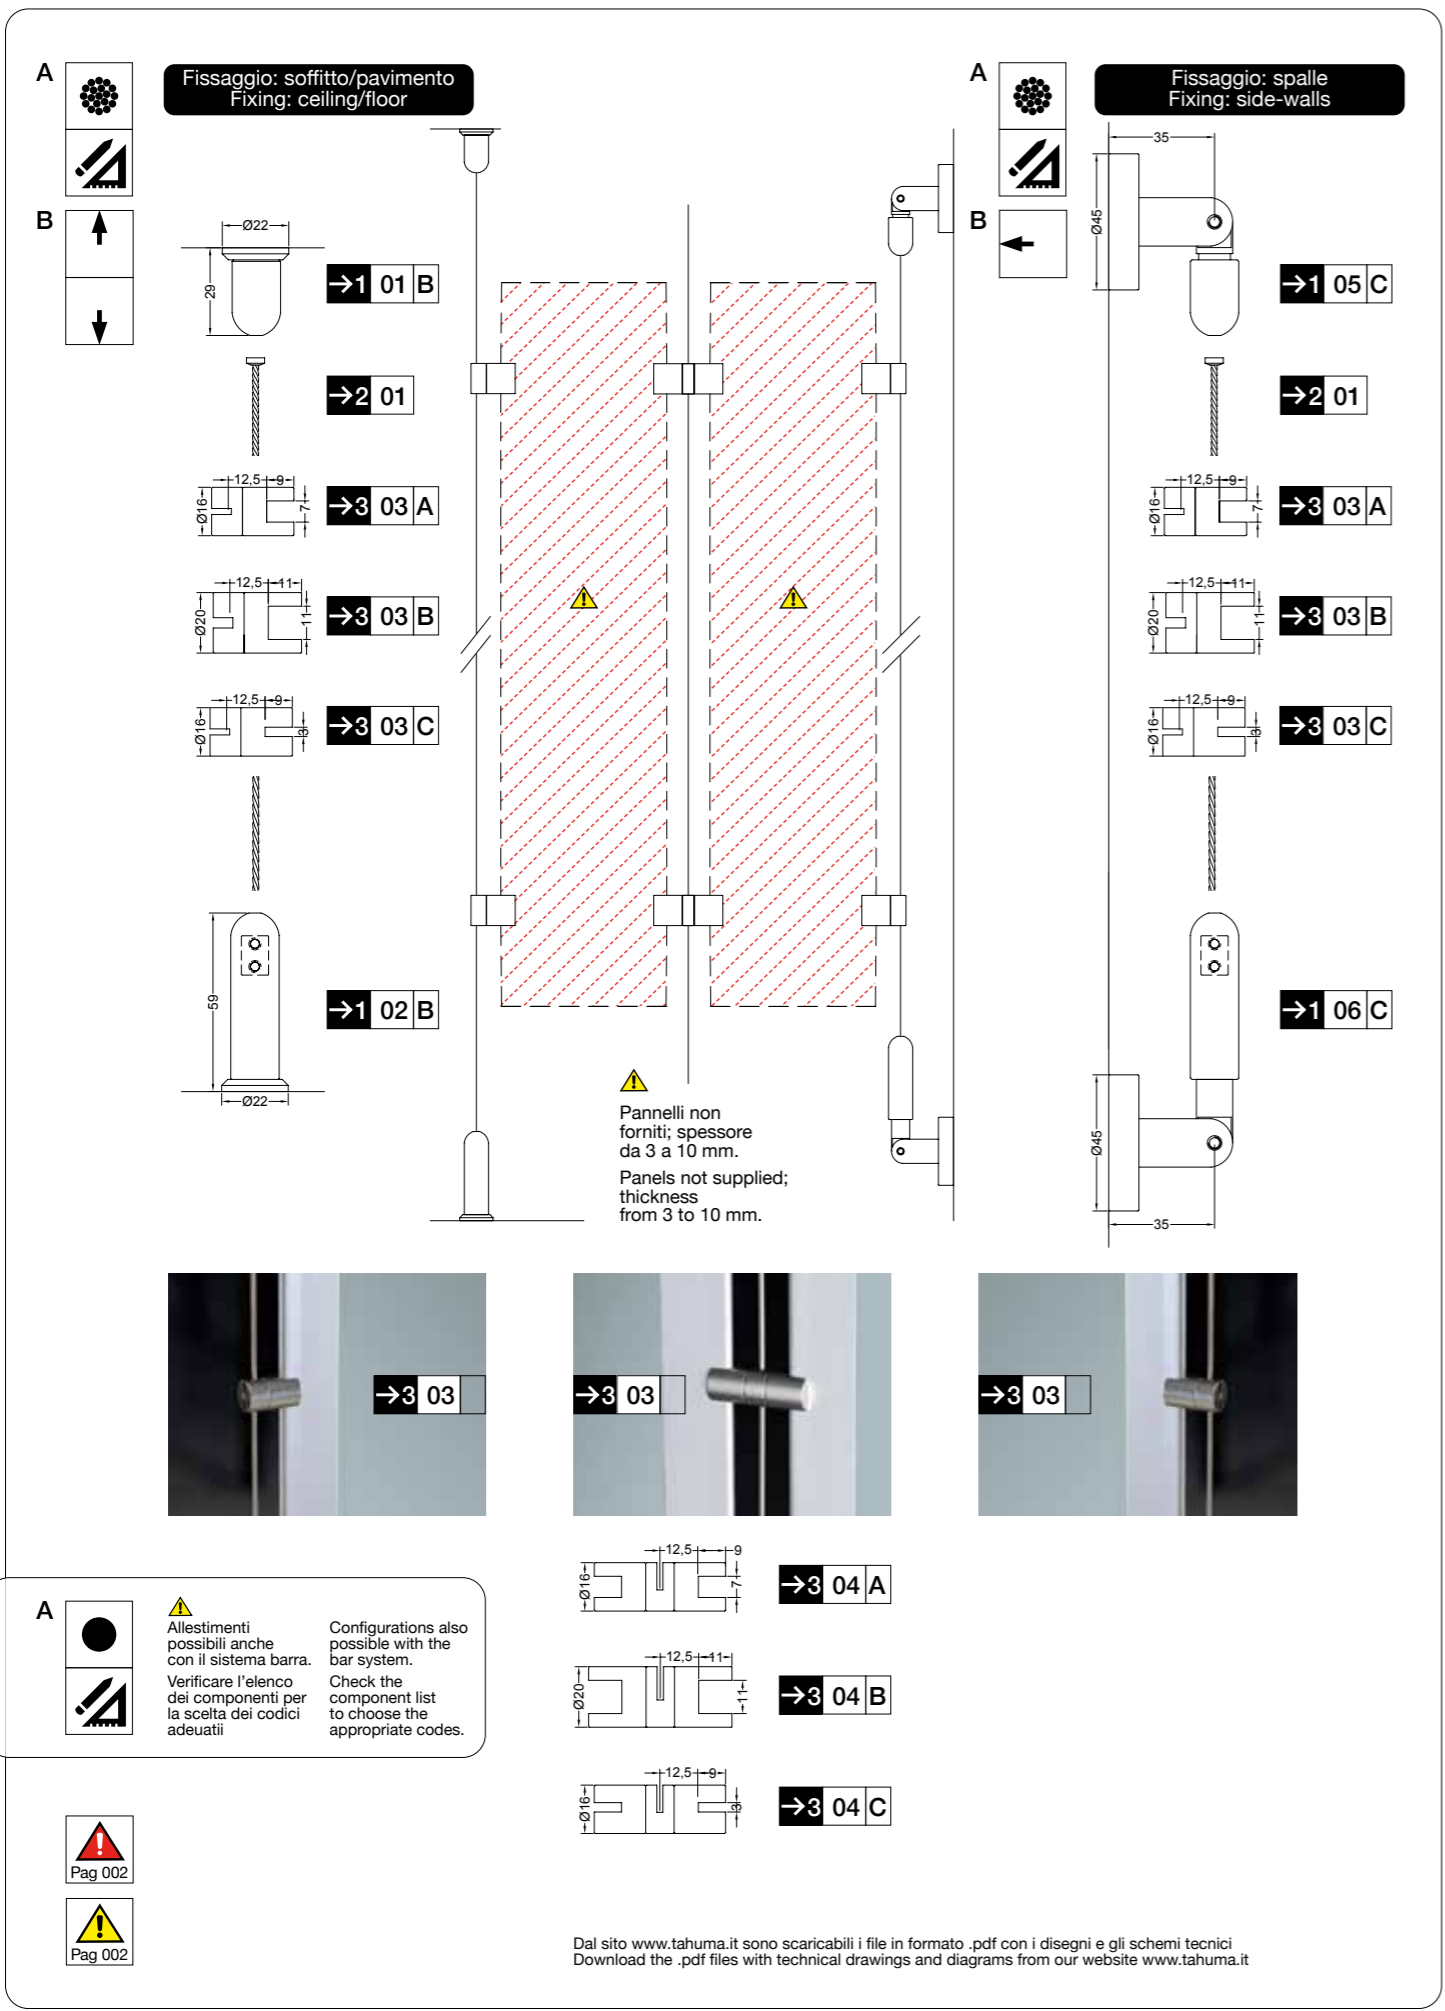 A
Fissaggio: soffitto/pavimento
Fixing: ceiling/floor
B
Ø22
29
→1 01 B
→2 01
12,5 9
Ø16
7
→3 03 A
12,5 11
Ø20
11
→3 03 B
12,5 9
Ø16
3
→3 03 C
59
→1 02 B
Ø22
Pannelli non
forniti; spessore
da 3 a 10 mm.
Panels not supplied;
thickness
from 3 to 10 mm.
A
Fissaggio: spalle
Fixing: side-walls
B
35
Ø45
→1 05 C
→2 01
12,5 9
Ø16
7
→3 03 A
12,5 11
Ø20
11
→3 03 B
12,5 9
Ø16
3
→3 03 C
→1 06 C
Ø45
35
→3 03
→3 03
→3 03
12,5 9
Ø16
7
→3 04 A
12,5 11
Ø20
11
→3 04 B
12,5 9
Ø16
3
→3 04 C
A
Allestimenti
possibili anche
con il sistema barra.
Verificare l'elenco
dei componenti per
la scelta dei codici
adeuatii
Configurations also
possible with the
bar system.
Check the
component list
to choose the
appropriate codes.
Pag 002
Pag 002
Dal sito www.tahuma.it sono scaricabili i file in formato .pdf con i disegni e gli schemi tecnici
Download the .pdf files with technical drawings and diagrams from our website www.tahuma.it